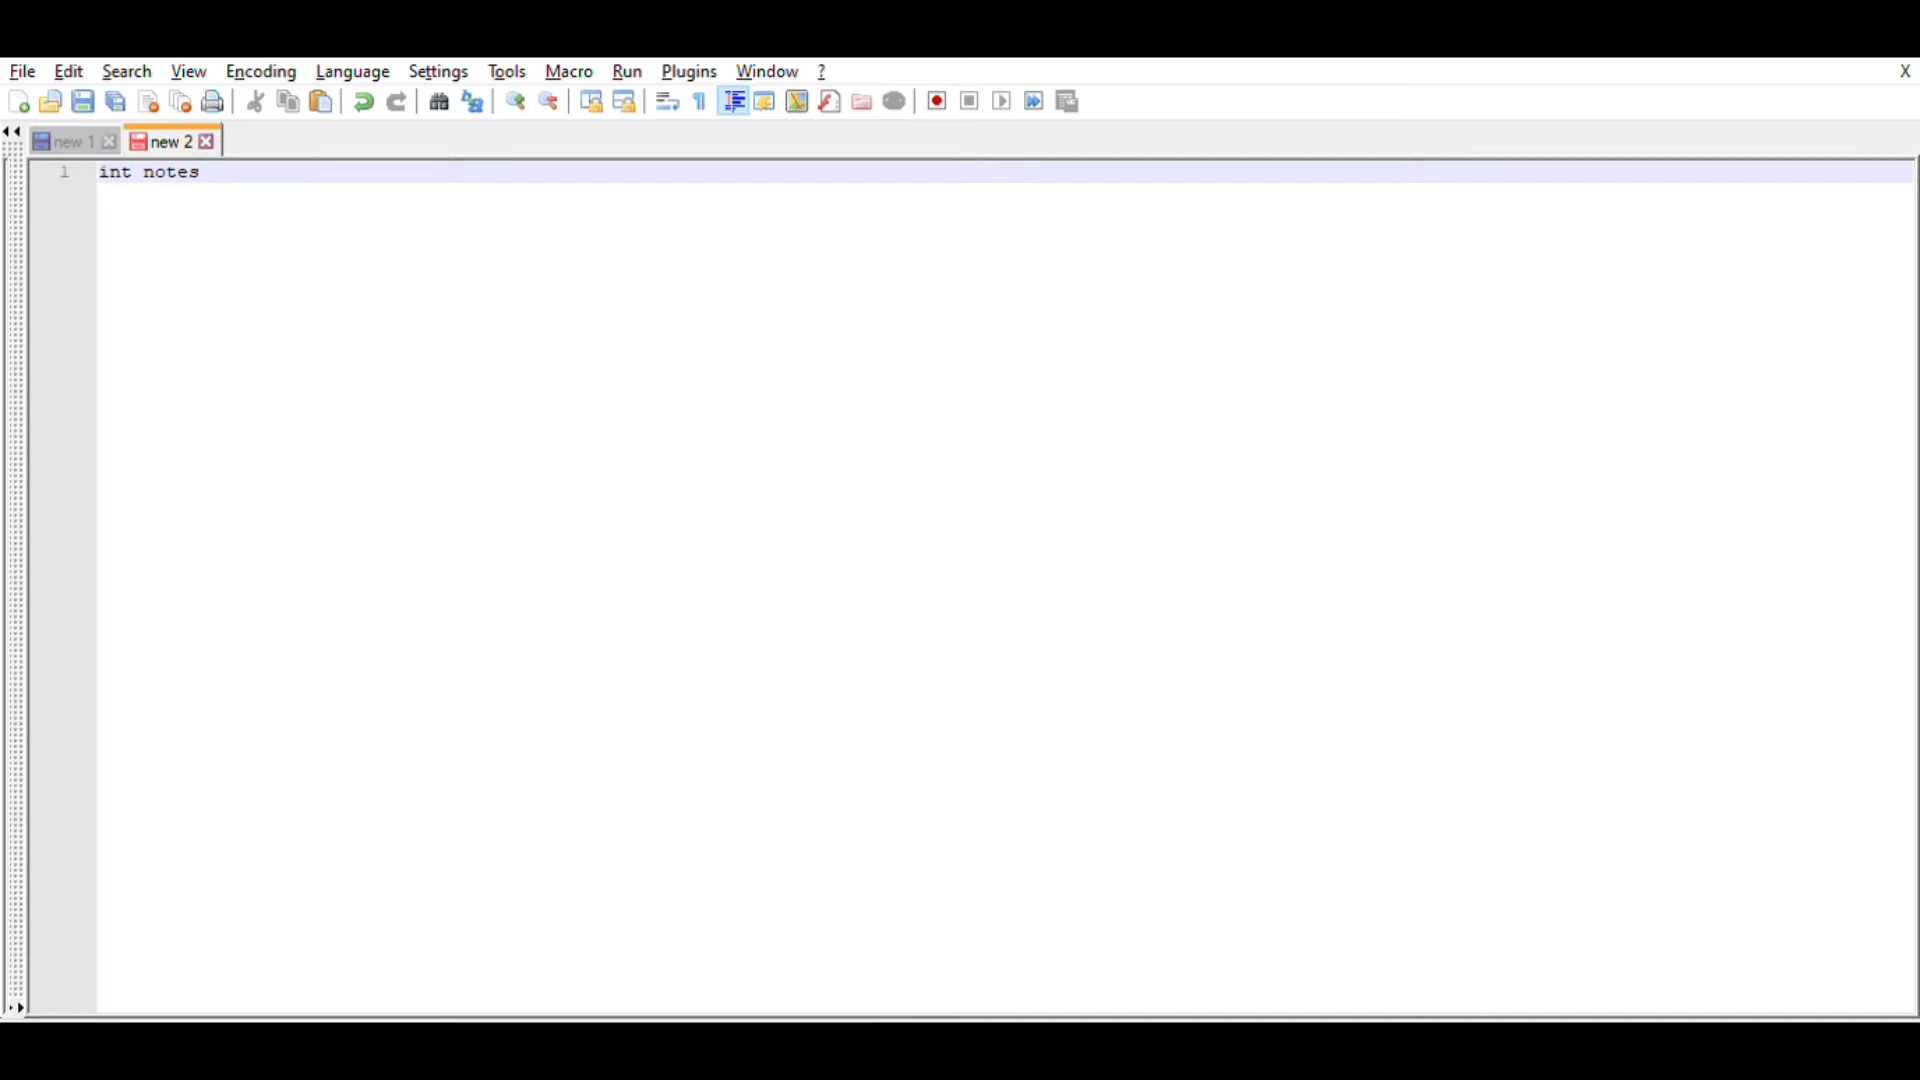 File Edit Search View Encoding Language Settings Tools Macro Run Plugins Window ? X
new 1 new 2
1 int notes